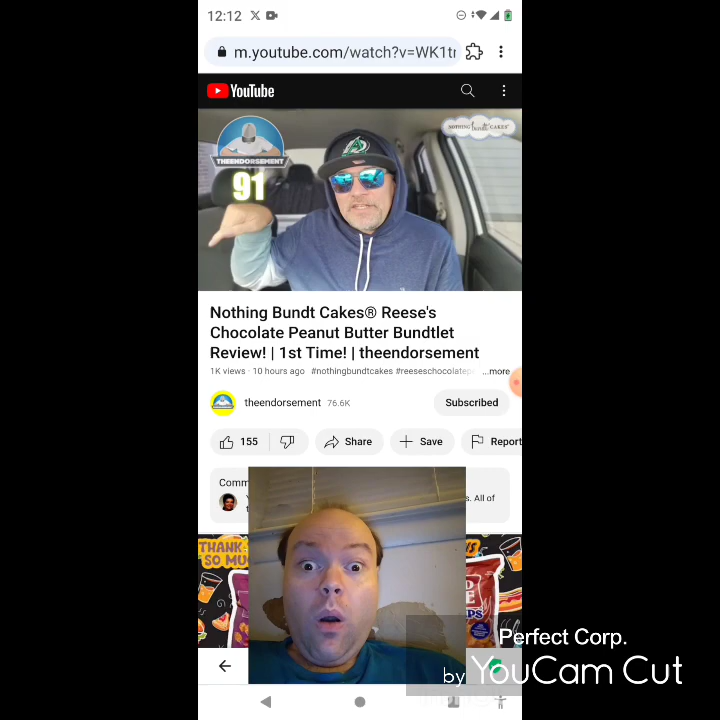 12:12
m.youtube.com/watch?v=WK1tr
YouTube
THEENDORSEMENT
91
NOTHING bundt CAKES
Nothing Bundt Cakes® Reese's
Chocolate Peanut Butter Bundtlet
Review! | 1st Time! | theendorsement
1K views · 10 hours ago #nothingbundtcakes #reeseschocolatepe ...more
theendorsement 76.6K
Subscribed
155
Share
Save
Report
Comm
s. All of
THANK
SO MU
Perfect Corp.
by YouCam Cut